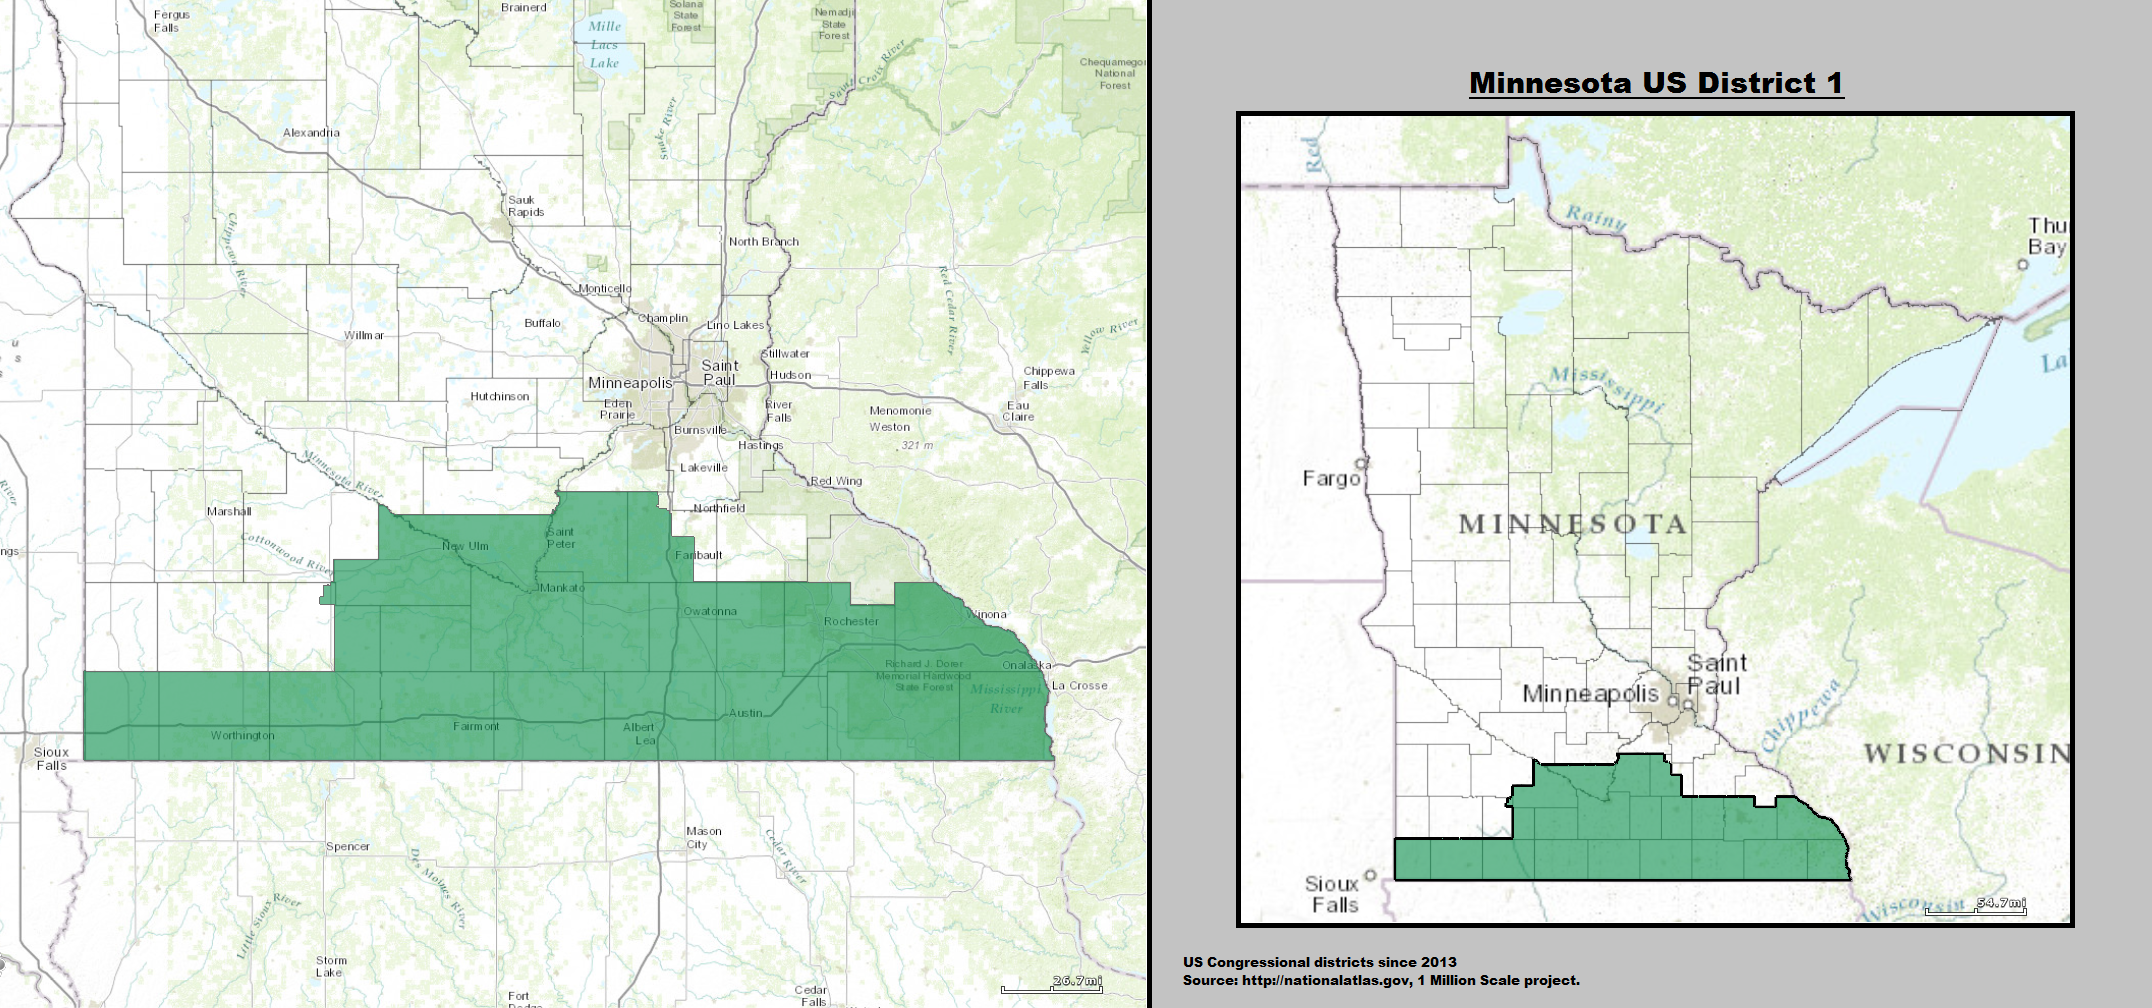 Fergus
Falls
Brainerd
Solana
State
Forest
Nemadji
State
Forest
Mille
Lacs
Lake
Saint Croix River
Chequamegon
National
Forest
Snake River
Alexandria
Sauk
Rapids
Chippewa River
North Branch
Red Cedar River
Monticello
Champlin
Buffalo
Lino Lakes
Willmar
Yellow River
Stillwater
Saint
Paul
Hudson
Minneapolis
Chippewa
Falls
Hutchinson
Eden
Prairie
River
Falls
Menomonie
Weston
Eau
Claire
Burnsville
Hastings
321 m
Minnesota River
Lakeville
Red Wing
River
Marshall
Northfield
Cottonwood River
New Ulm
Saint
Peter
ngs
Faribault
Mankato
Owatonna
Rochester
Winona
Richard J. Dorer
Memorial Hardwood
State Forest
Onalaska
Mississippi
River
La Crosse
Worthington
Fairmont
Albert
Lea
Austin
Sioux
Falls
Spencer
Des Moines River
Mason
City
Cedar River
Little Sioux River
Storm
Lake
Fort
Dodge
Cedar
Falls
26.7mi
Minnesota US District 1
Red
Rainy
Thu
Bay
Mississippi
La
Fargo
MINNESOTA
Saint
Paul
Minneapolis
Chippewa
WISCONSIN
Sioux
Falls
Wisconsin
54.7mi
US Congressional districts since 2013
Source: http://nationalatlas.gov, 1 Million Scale project.